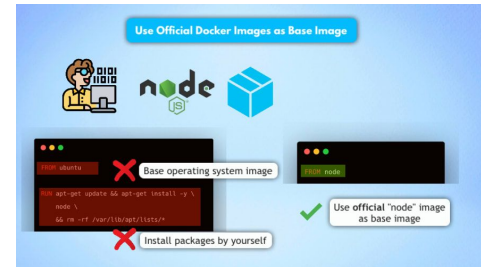 Use Official Docker Images as Base Image
node
JS
FROM ubuntu
Base operating system image
RUN apt-get update && apt-get install -y \
node \
&& rm -rf /var/lib/apt/lists/*
Install packages by yourself
FROM node
Use official "node" image
as base image